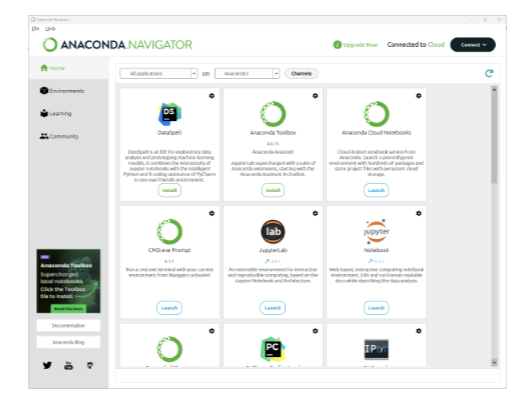 Anaconda Navigator
File Help
ANACONDA.NAVIGATOR
Upgrade Now
Connected to Cloud
Connect
Home
Environments
Learning
Community
All applications
on
Channels
DS
DataSpell
DataSpell is an IDE for exploratory data
analysis and prototyping machine learning
models. It combines the interactivity of
Jupyter notebooks with the intelligent
Python and R coding assistance of PyCharm
in one user-friendly environment.
Install
Anaconda Toolbox
Anaconda Assistant
JupyterLab supercharged with a suite of
Anaconda extensions, starting with the
Anaconda Assistant AI chatbot.
Install
Anaconda Cloud Notebooks
Cloud-hosted notebook service from
Anaconda. Launch a preconfigured
environment with hundreds of packages and
store project files with persistent cloud
storage.
Launch
CMD.exe Prompt
0.1.1
Run a cmd.exe terminal with your current
environment from Navigator activated
Launch
lab
JupyterLab
An extensible environment for interactive
and reproducible computing, based on the
Jupyter Notebook and Architecture.
Launch
jupyter
Notebook
Web-based, interactive computing notebook
environment. Edit and run human-readable
docs while describing the data analysis.
Launch
PC
IP[y]:
Anaconda Toolbox
Supercharged
local notebooks
Click the Toolbox
tile to install.
Read the Docs
Documentation
Anaconda Blog